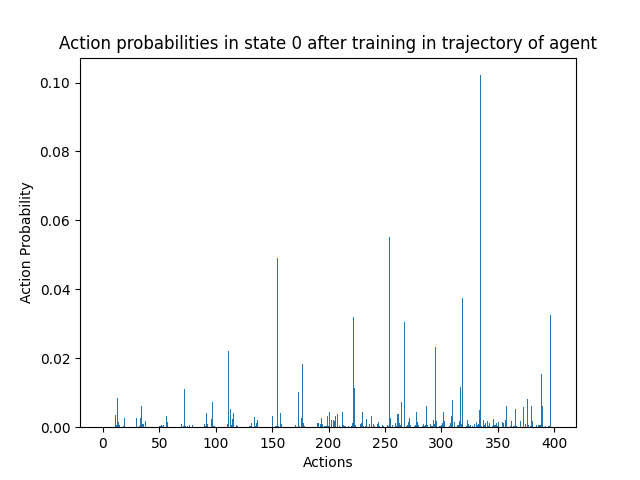 Action probabilities in state 0 after training in trajectory of agent
0.10
0.08
0.06
0.04
0.02
0.00
Action Probability
0 50 100 150 200 250 300 350 400
Actions